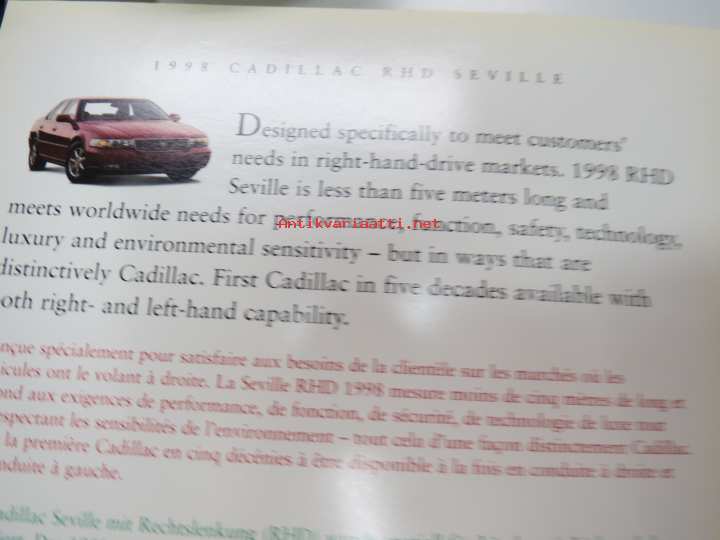 1998 CADILLAC RHD SEVILLE
Designed specifically to meet customers'
needs in right-hand-drive markets. 1998 RHD
Seville is less than five meters long and
meets worldwide needs for performance, function, safety, technology,
Antikvariaatti.net
luxury and environmental sensitivity – but in ways that are
distinctively Cadillac. First Cadillac in five decades available with
oth right- and left-hand capability.
nçue spécialement pour satisfaire aux besoins de la clientèle sur les marchés où les
icules ont le volant à droite. La Seville RHD 1998 mesure moins de cinq mètres de long et
ond aux exigences de performance, de fonction, de sécurité, de technologie de luxe tout
espectant les sensibilités de l'environnement – tout cela d'une façon distinctement Cadillac.
la première Cadillac en cinq décénies à être disponible à la fois en conduite à droite et
nduite à gauche.
adillac Seville mit Rechtslenkung (RHD)